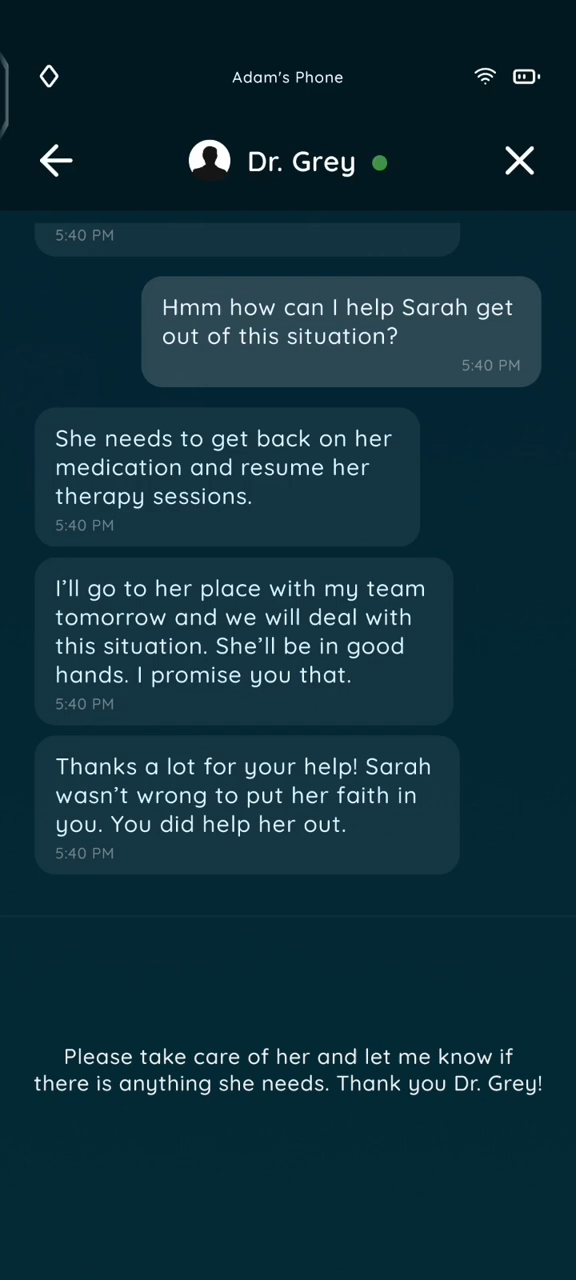 Adam's Phone
Dr. Grey
5:40 PM
Hmm how can I help Sarah get
out of this situation?
5:40 PM
She needs to get back on her
medication and resume her
therapy sessions.
5:40 PM
I’ll go to her place with my team
tomorrow and we will deal with
this situation. She’ll be in good
hands. I promise you that.
5:40 PM
Thanks a lot for your help! Sarah
wasn’t wrong to put her faith in
you. You did help her out.
5:40 PM
Please take care of her and let me know if
there is anything she needs. Thank you Dr. Grey!